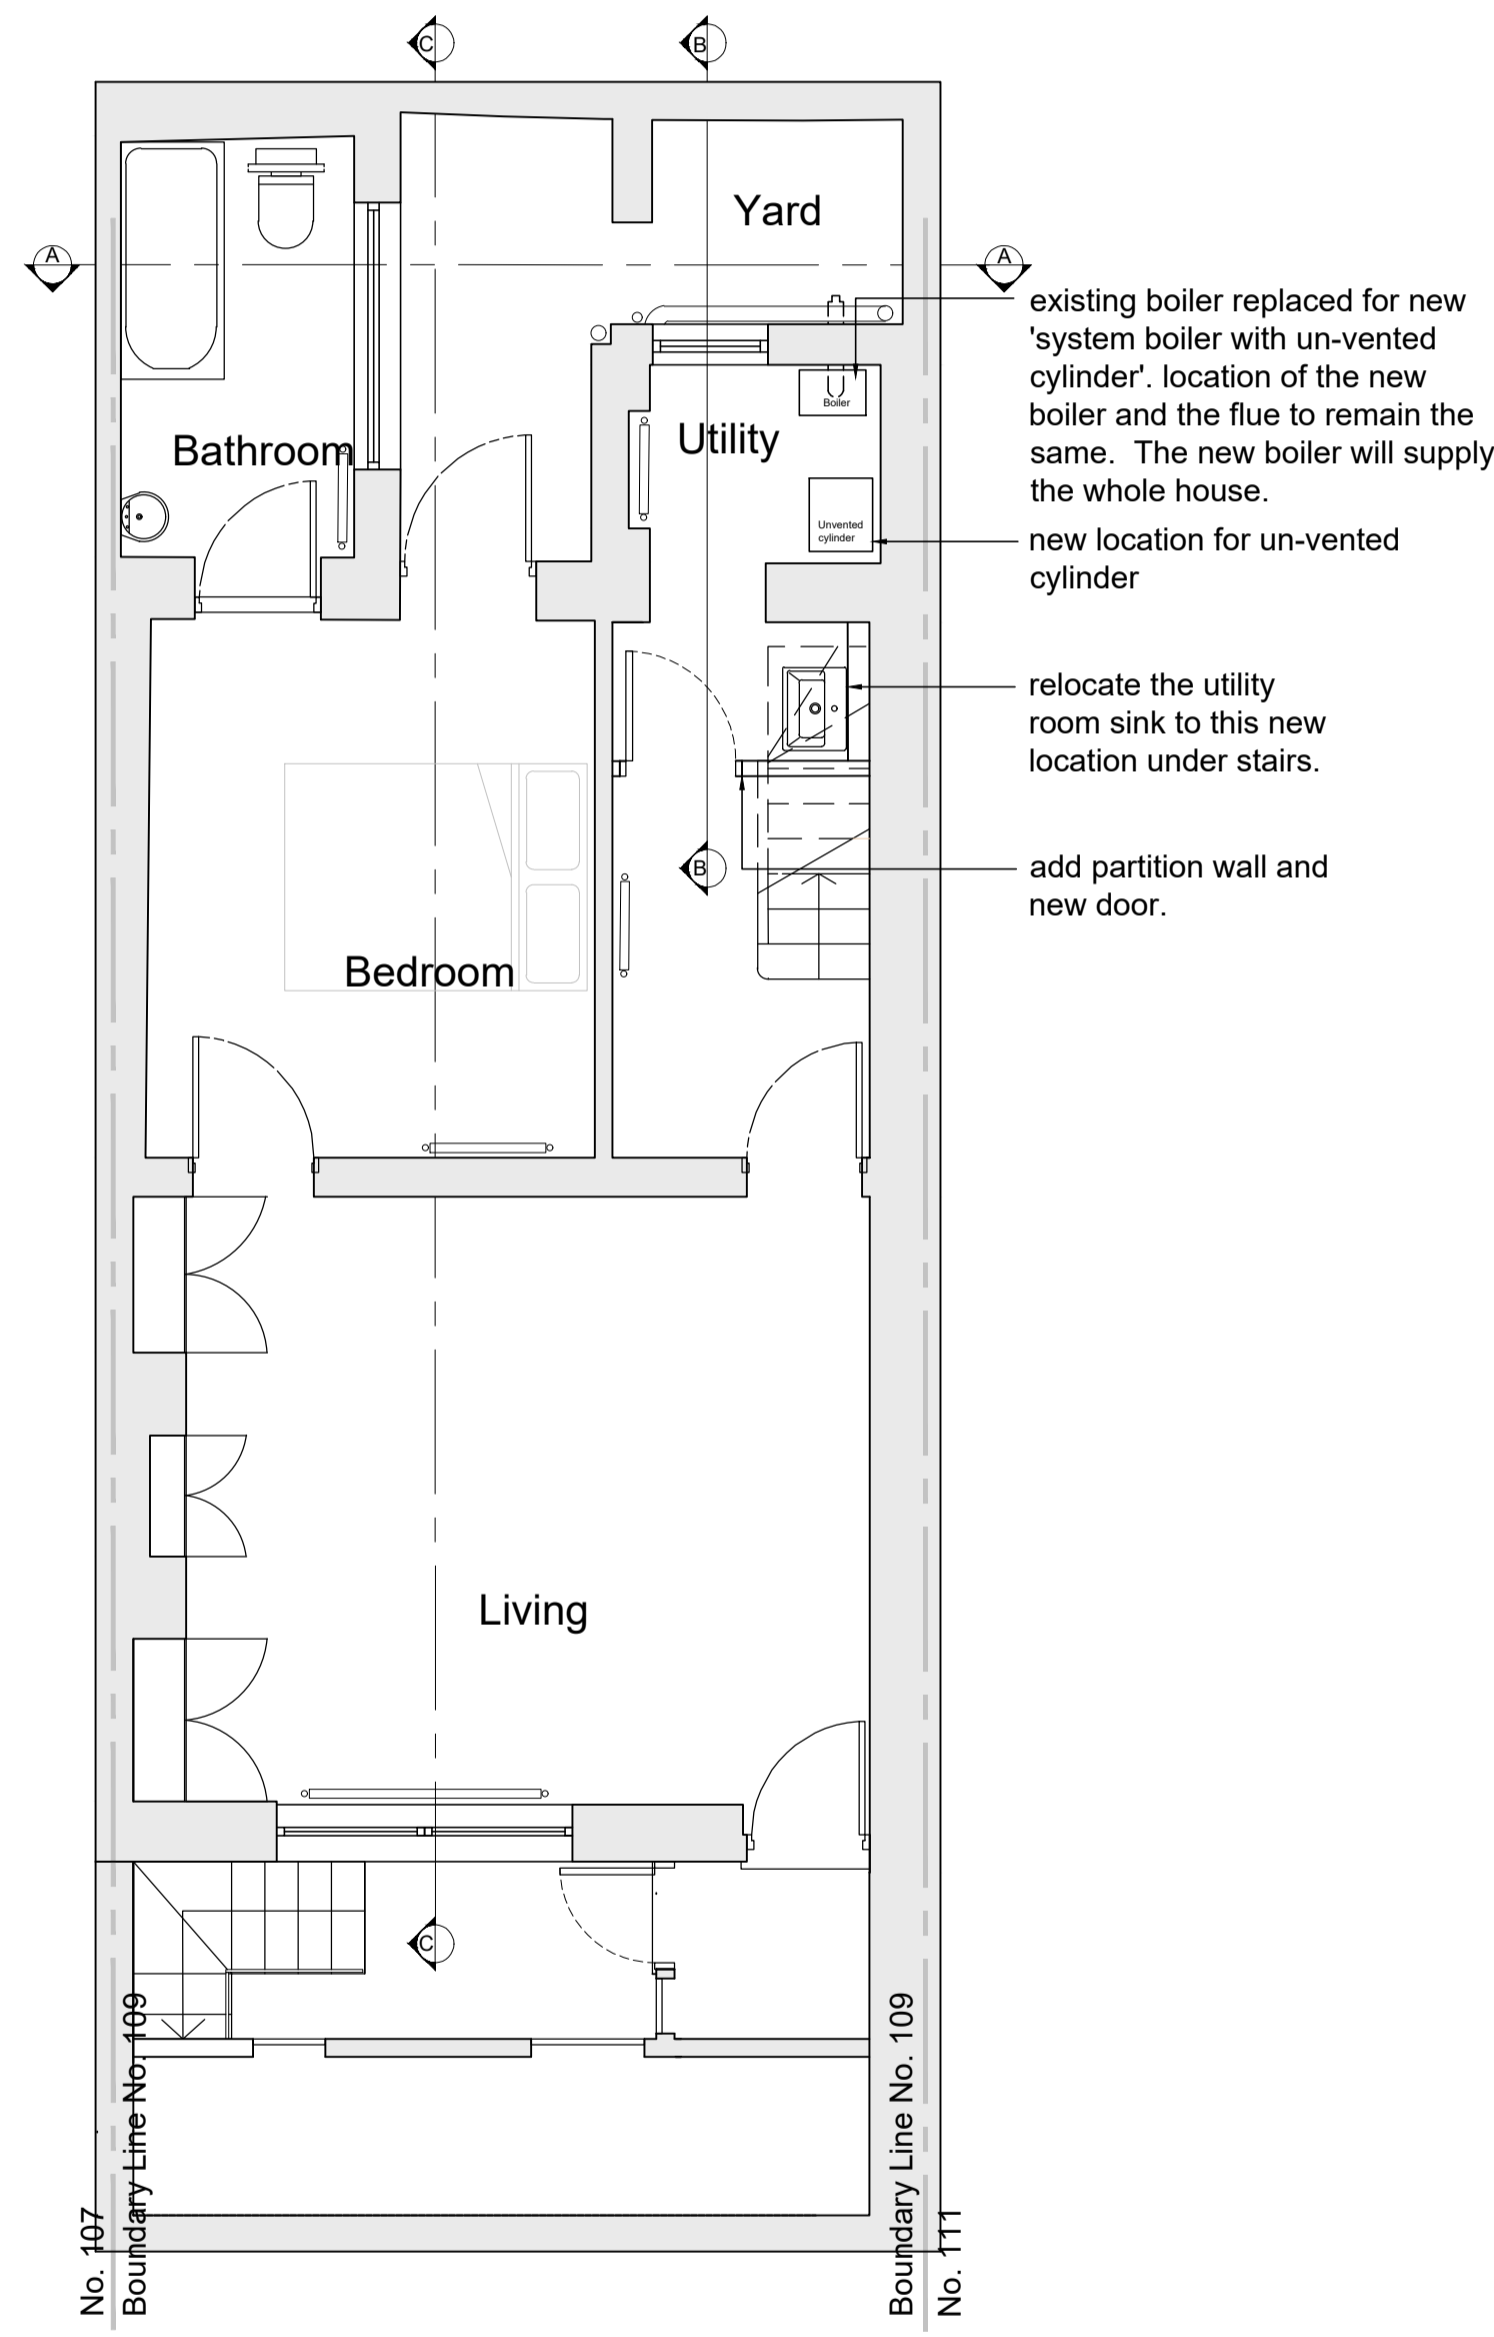 C
B
Yard
A
A
existing boiler replaced for new
'system boiler with un-vented
cylinder'. location of the new
boiler and the flue to remain the
same.  The new boiler will supply
the whole house.
Boiler
Utility
Bathroom
Unvented
cylinder
new location for un-vented
cylinder
relocate the utility
room sink to this new
location under stairs.
B
add partition wall and
new door.
Bedroom
Living
C
No. 107
Boundary Line No. 109
Boundary Line No. 109
No. 111